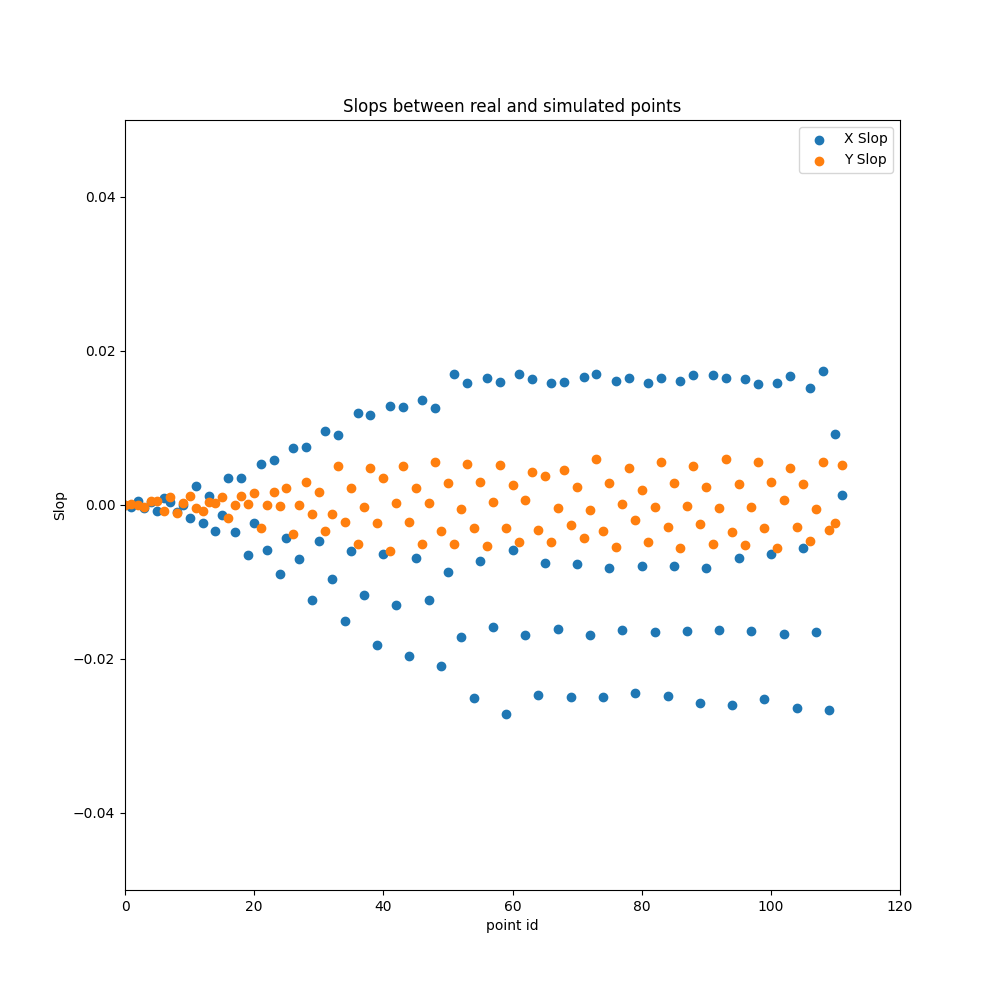 Slops between real and simulated points
X Slop
Y Slop
0.04
0.02
0.00
−0.02
−0.04
Slop
0 20 40 60 80 100 120
point id